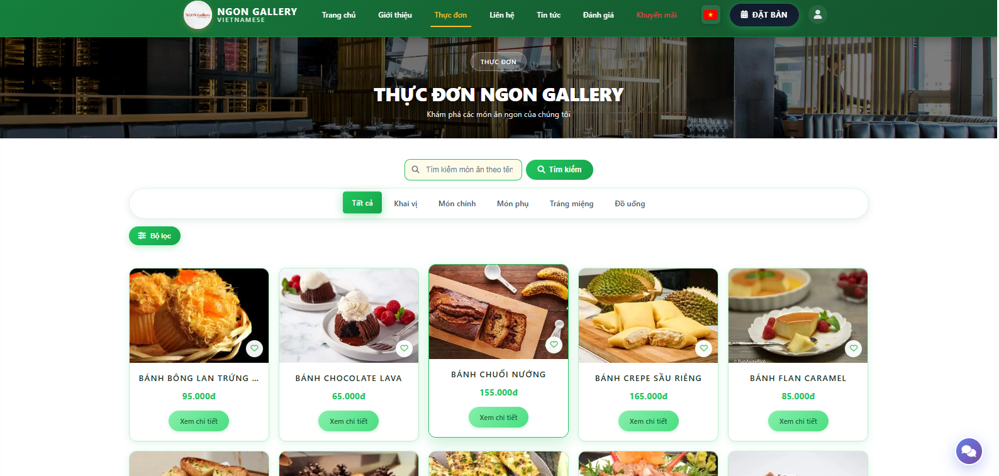 NGON Gallery
NGON GALLERY
VIETNAMESE
Trang chủ
Giới thiệu
Thực đơn
Liên hệ
Tin tức
Đánh giá
Khuyến mãi
ĐẶT BÀN
THỰC ĐƠN
THỰC ĐƠN NGON GALLERY
Khám phá các món ăn ngon của chúng tôi
Tìm kiếm món ăn theo tên
Tìm kiếm
Tất cả
Khai vị
Món chính
Món phụ
Tráng miệng
Đồ uống
Bộ lọc
© RunAwayRice
BÁNH BÔNG LAN TRỨNG ...
95.000đ
Xem chi tiết
BÁNH CHOCOLATE LAVA
65.000đ
Xem chi tiết
BÁNH CHUỐI NƯỚNG
155.000đ
Xem chi tiết
BÁNH CREPE SẦU RIÊNG
165.000đ
Xem chi tiết
BÁNH FLAN CARAMEL
85.000đ
Xem chi tiết